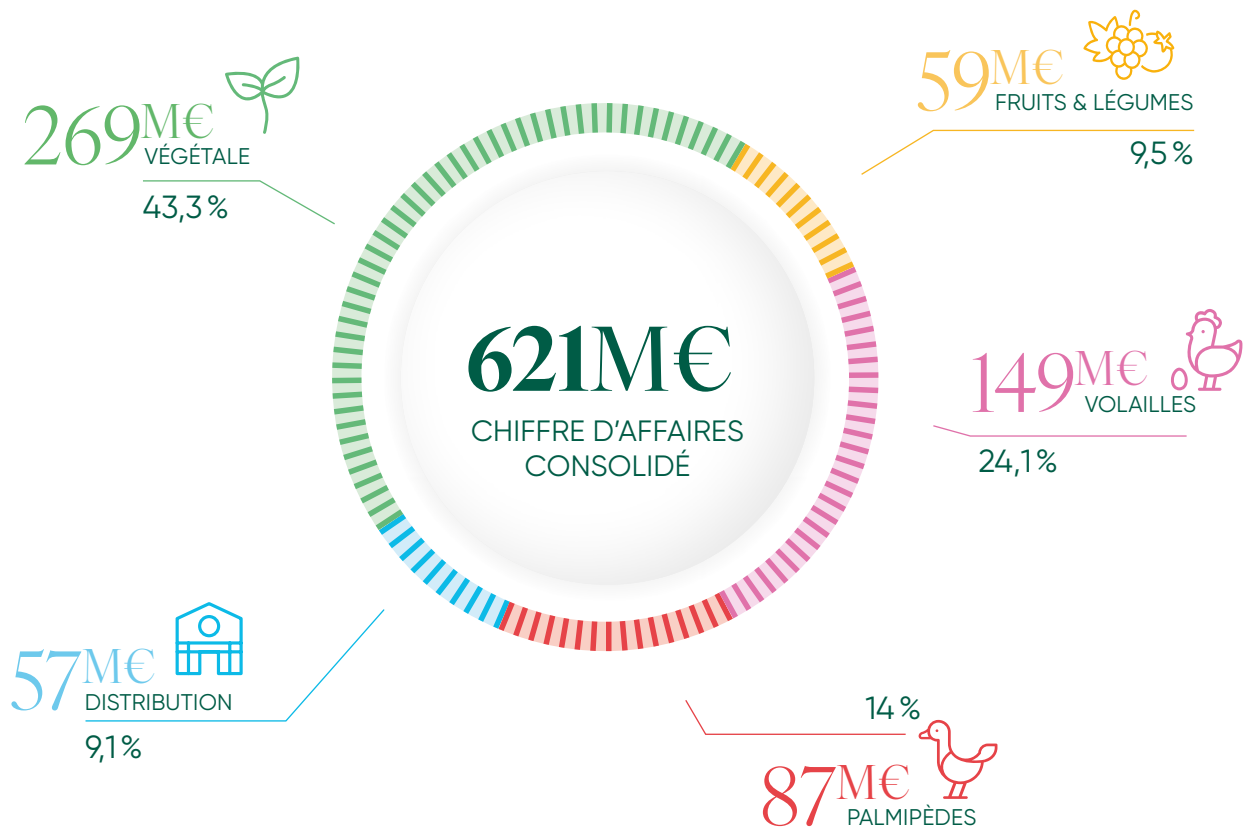 269M€
VÉGÉTALE
43,3 %
59M€
FRUITS & LÉGUMES
9,5 %
621M€
CHIFFRE D'AFFAIRES
CONSOLIDÉ
149M€
VOLAILLES
24,1 %
57M€
DISTRIBUTION
9,1 %
14 %
87M€
PALMIPÈDES